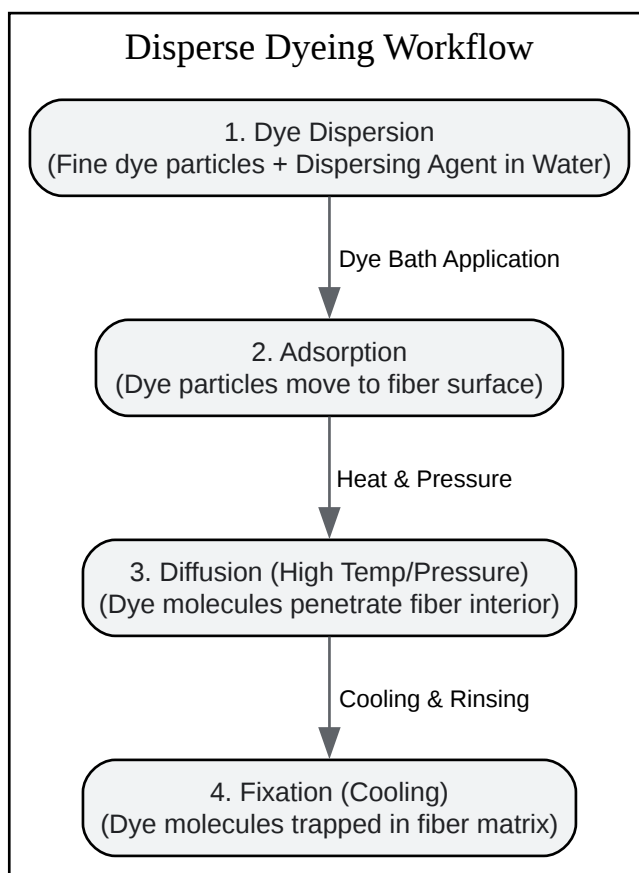 Disperse Dyeing Workflow
1. Dye Dispersion
(Fine dye particles + Dispersing Agent in Water)
Dye Bath Application
2. Adsorption
(Dye particles move to fiber surface)
Heat & Pressure
3. Diffusion (High Temp/Pressure)
(Dye molecules penetrate fiber interior)
Cooling & Rinsing
4. Fixation (Cooling)
(Dye molecules trapped in fiber matrix)